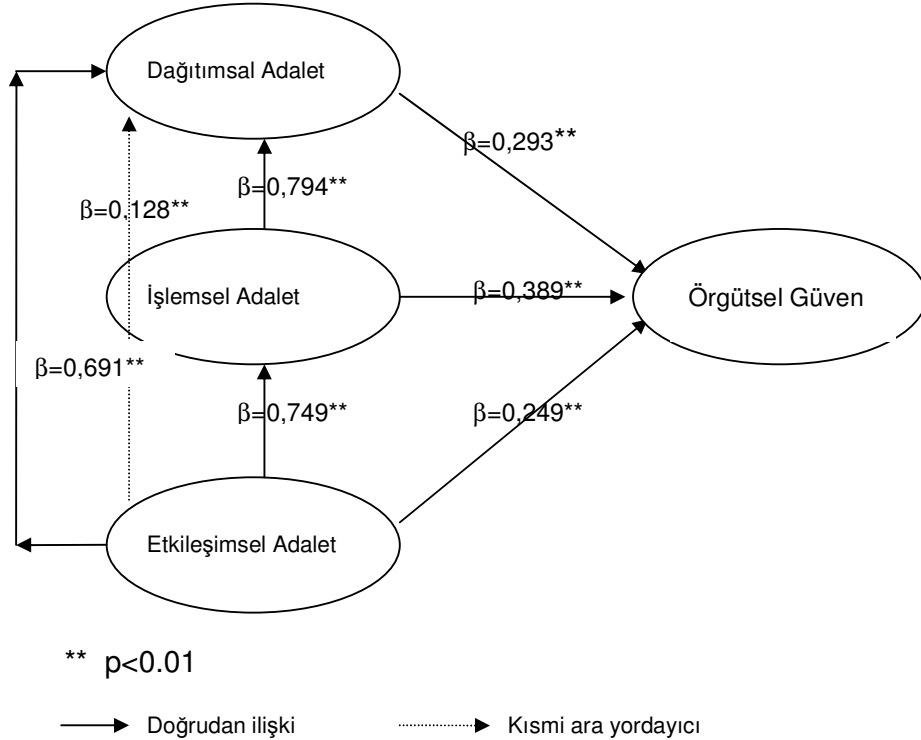 Dağıtımsal Adalet
β=0,293**
β=0,794**
β=0,128**
İşlemsel Adalet
β=0,389**
Örgütsel Güven
β=0,691**
β=0,749**
β=0,249**
Etkileşimsel Adalet
** p<0.01
Doğrudan ilişki
Kısmi ara yordayıcı